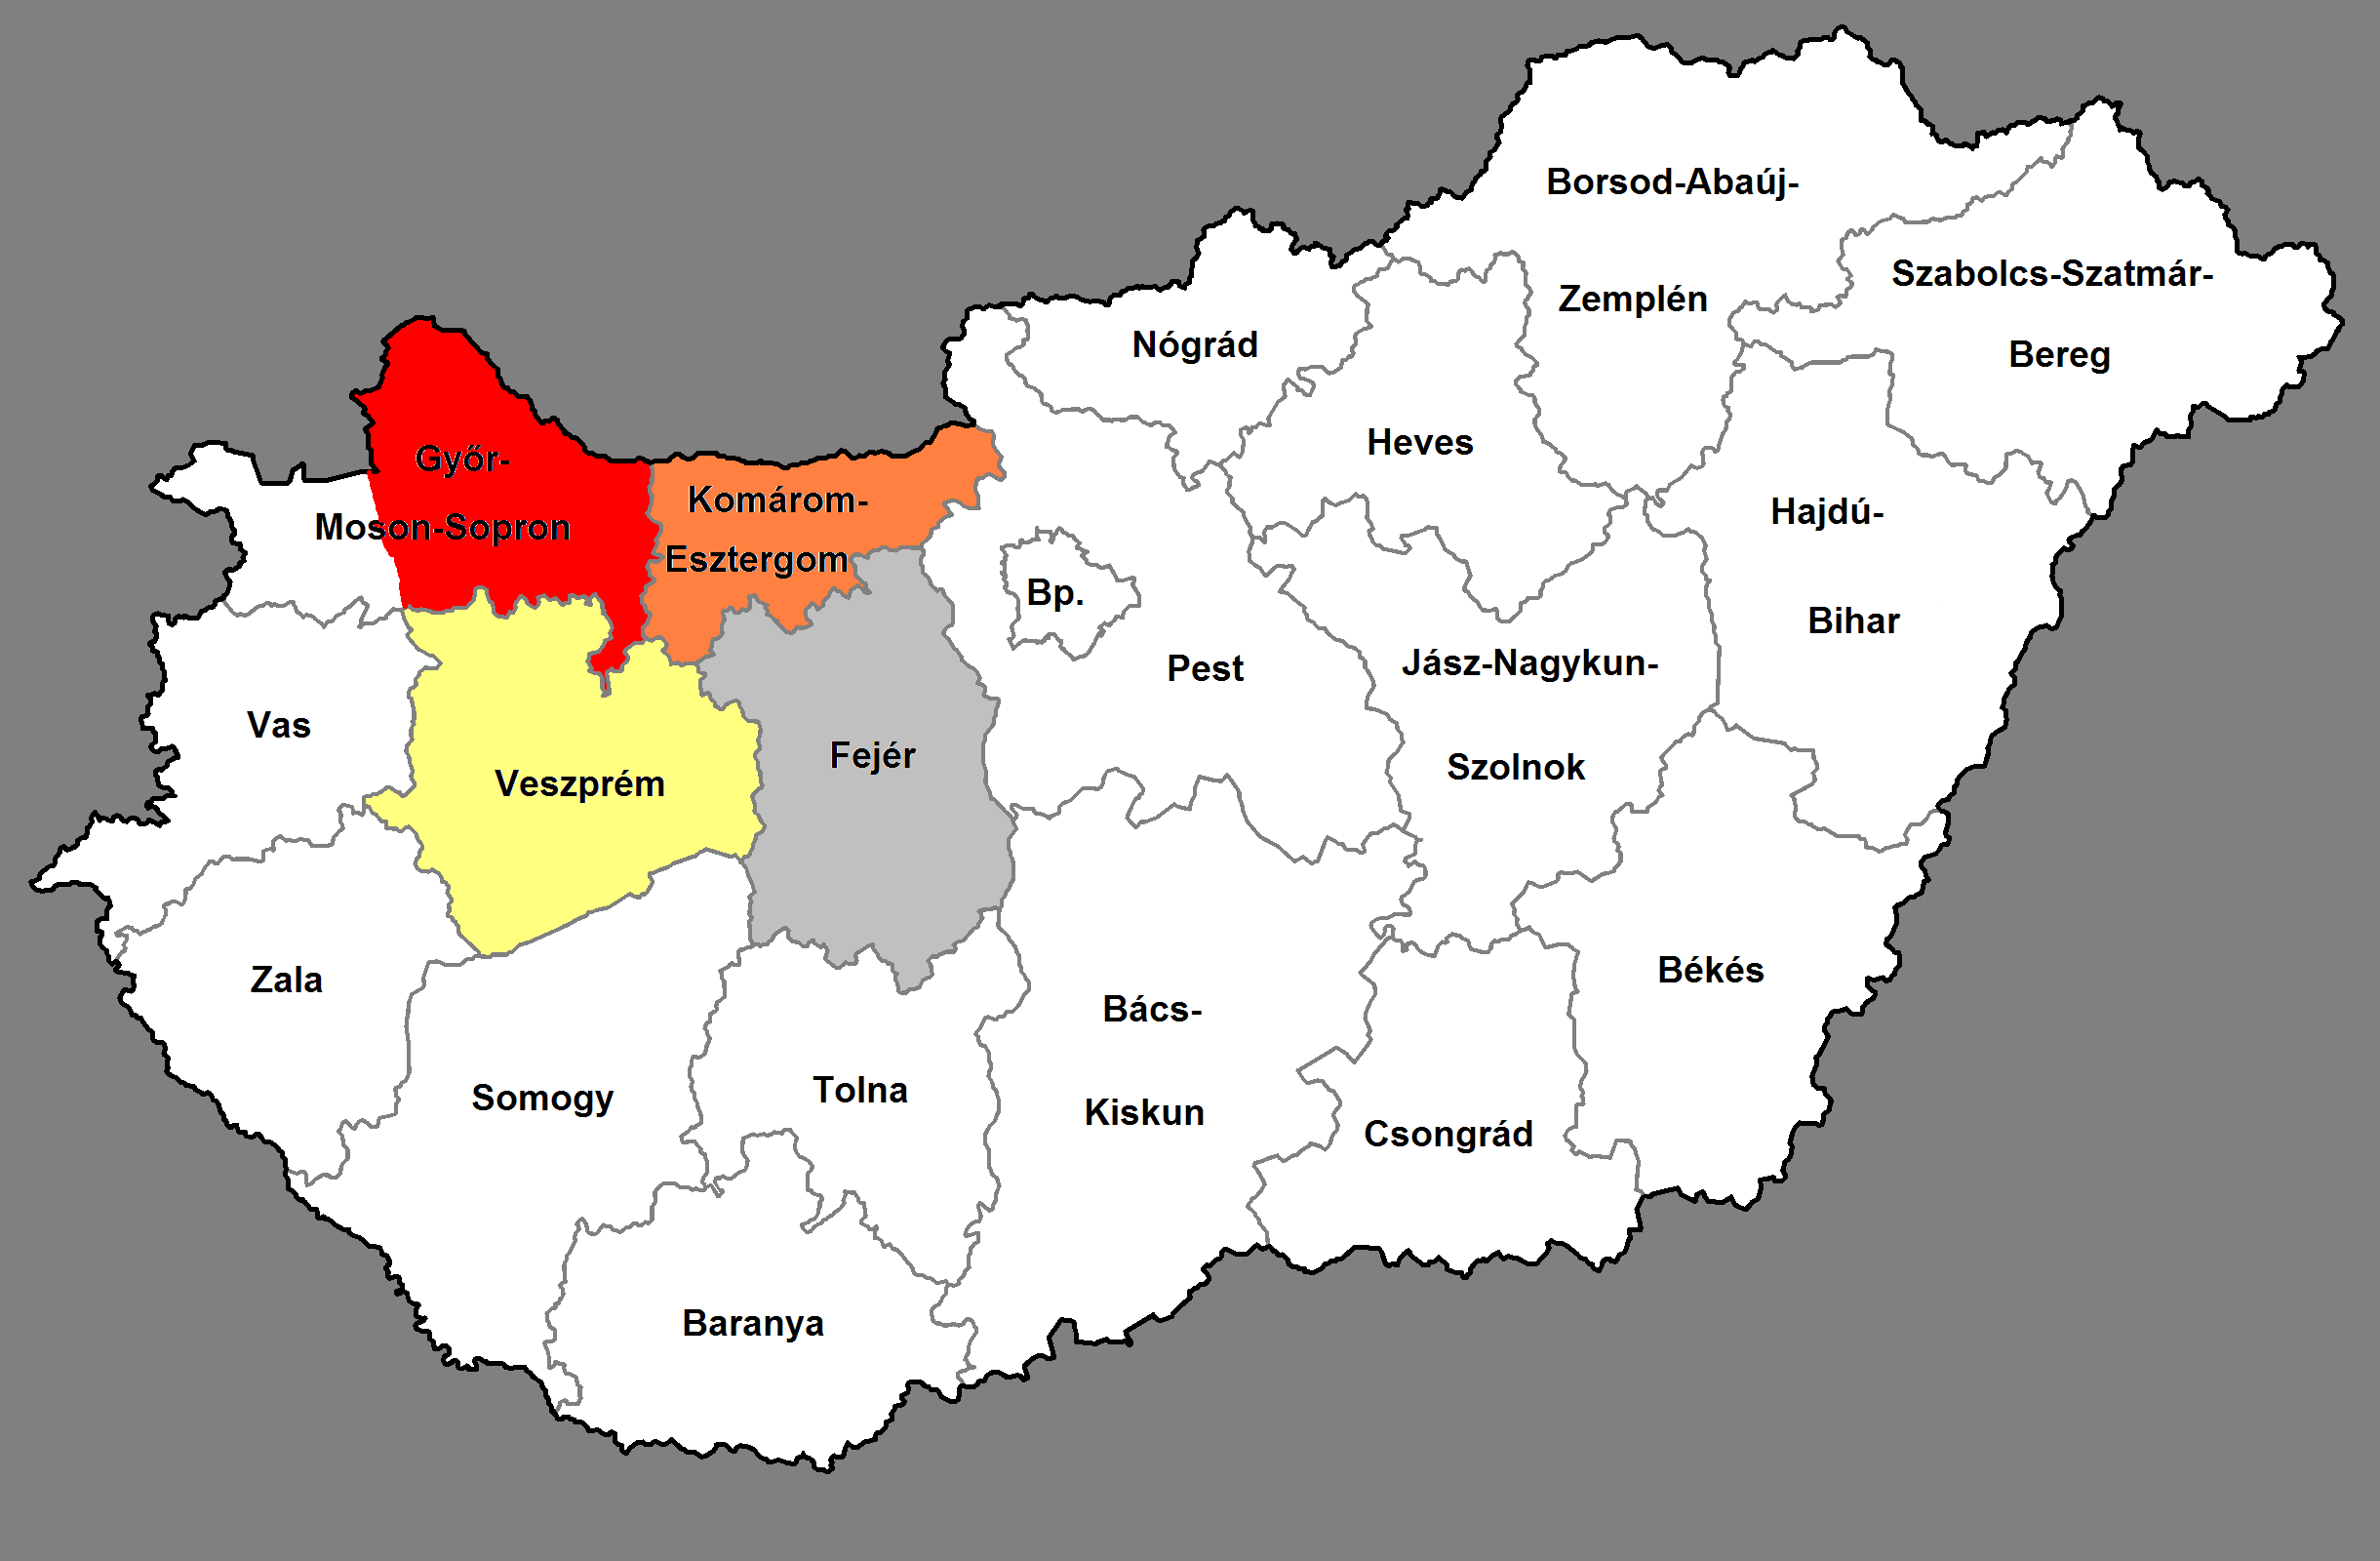 Borsod-Abaúj-
Zemplén
Szabolcs-Szatmár-
Bereg
Nógrád
Heves
Győr-
Moson-Sopron
Komárom-
Esztergom
Hajdú-
Bihar
Bp.
Pest
Jász-Nagykun-
Szolnok
Vas
Veszprém
Fejér
Zala
Somogy
Tolna
Bács-
Kiskun
Békés
Csongrád
Baranya